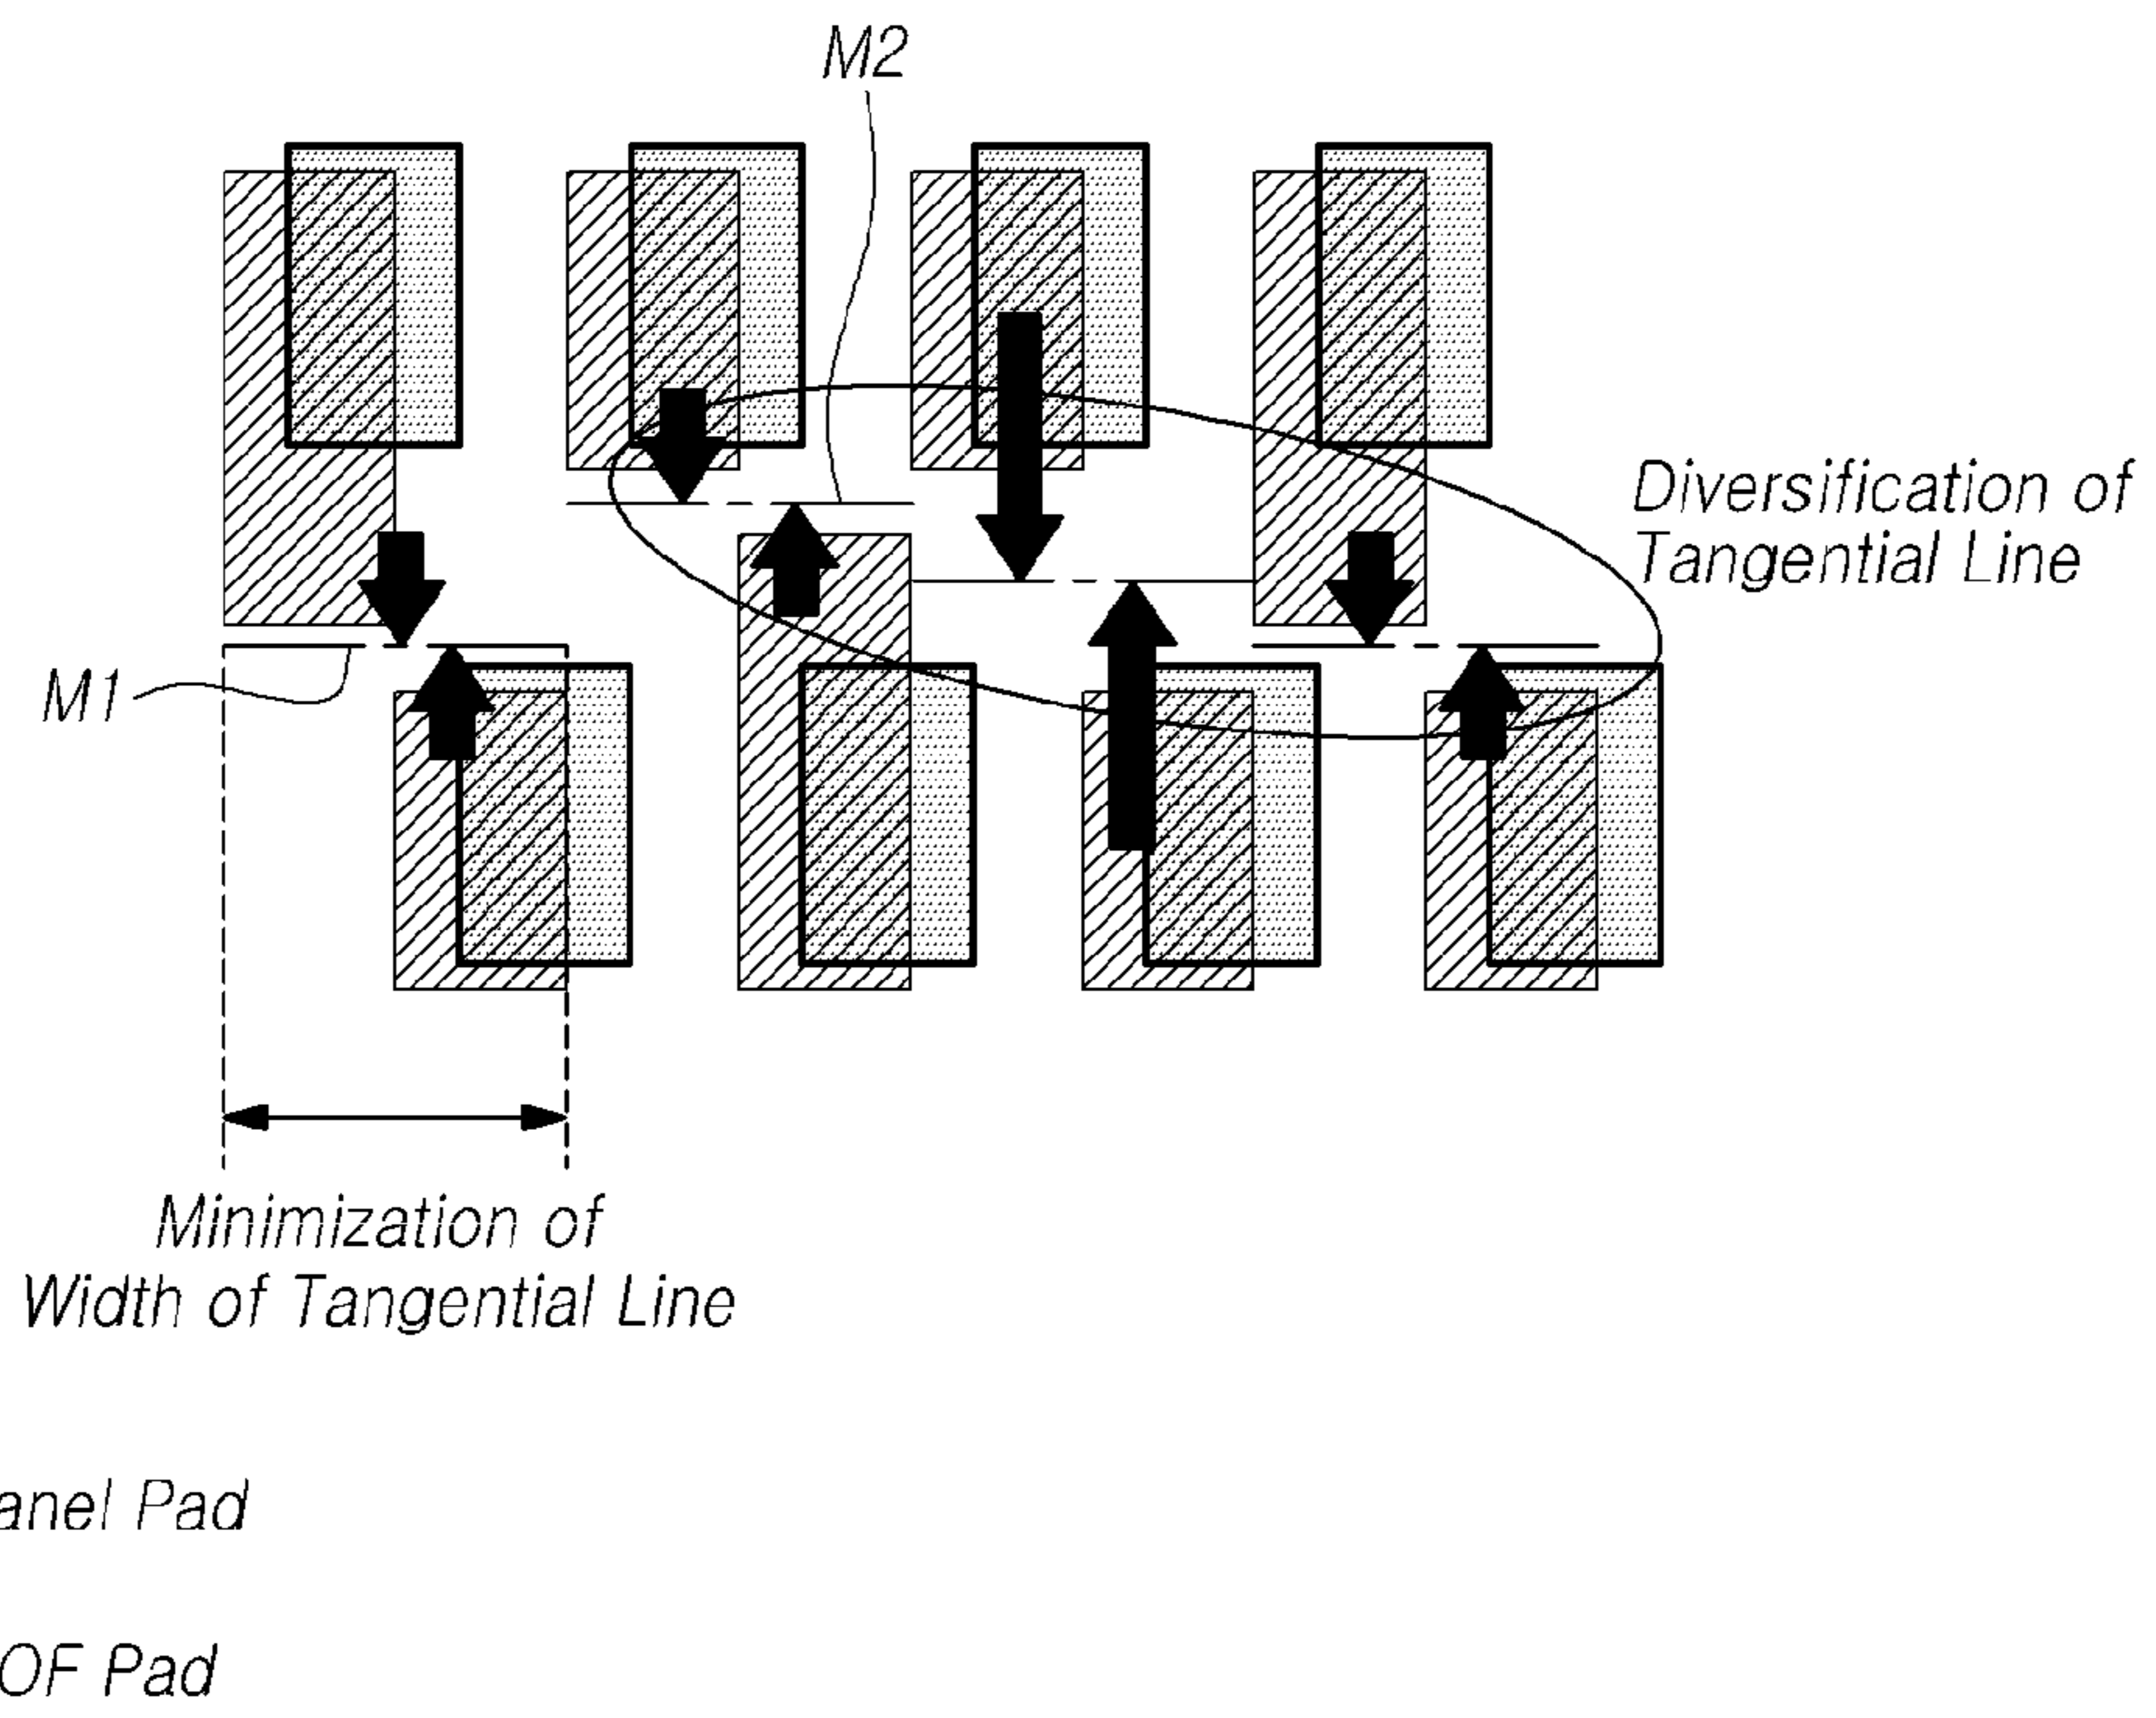 M2
Diversification of
Tangential Line
M1
Minimization of
Width of Tangential Line
anel Pad
OF Pad